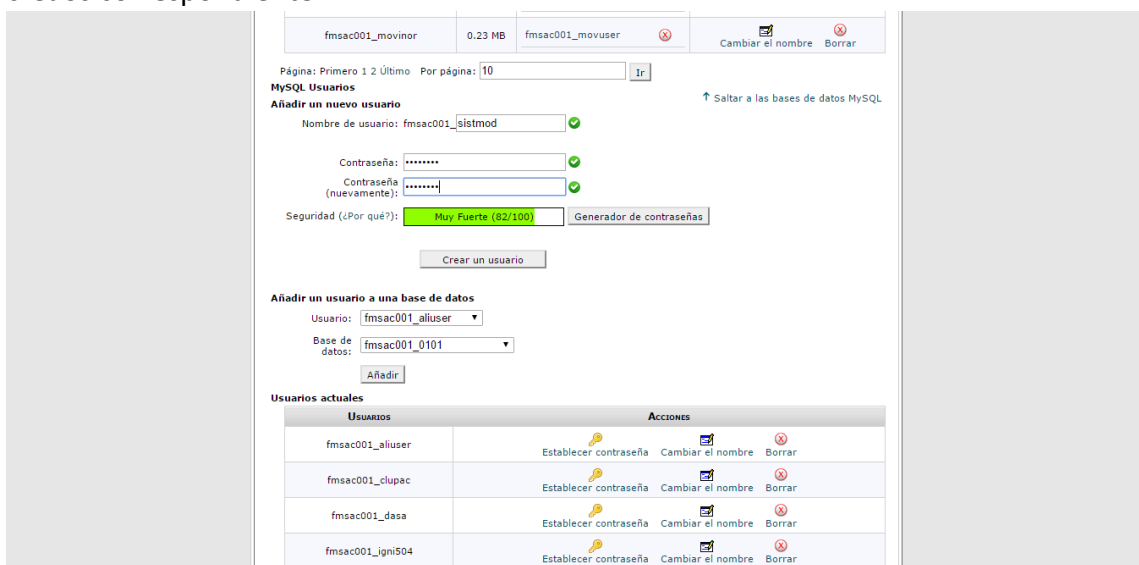 fmsac001_movinor 0.23 MB fmsac001_movuser Cambiar el nombre Borrar
Página: Primero 1 2 Último Por página: 10 Ir
MySQL Usuarios
↑ Saltar a las bases de datos MySQL
Añadir un nuevo usuario
Nombre de usuario: fmsac001_ sistmod
Contraseña: ••••••••
Contraseña
(nuevamente): ••••••••
Seguridad (¿Por qué?): Muy Fuerte (82/100) Generador de contraseñas
Crear un usuario
Añadir un usuario a una base de datos
Usuario: fmsac001_aliuser
Base de
datos: fmsac001_0101
Añadir
Usuarios actuales
Usuarios Acciones
fmsac001_aliuser Establecer contraseña Cambiar el nombre Borrar
fmsac001_clupac Establecer contraseña Cambiar el nombre Borrar
fmsac001_dasa Establecer contraseña Cambiar el nombre Borrar
fmsac001_igni504 Establecer contraseña Cambiar el nombre Borrar